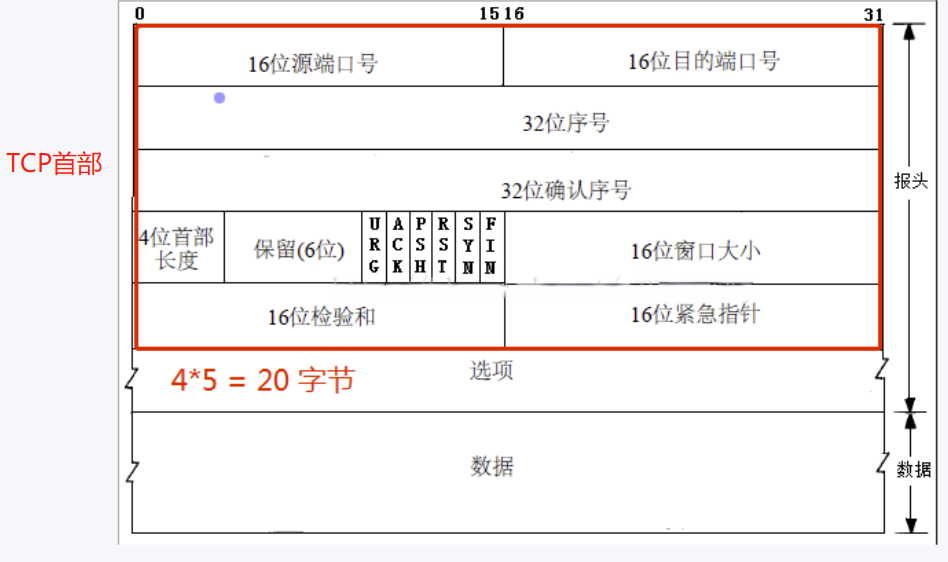 0 15 16 31
16位源端口号 16位目的端口号
32位序号
TCP首部
32位确认序号
报头
4位首部
长度
保留(6位)
URG ACK PSH RST SYN FIN
16位窗口大小
16位检验和 16位紧急指针
4*5 = 20 字节
选项
数据
数据